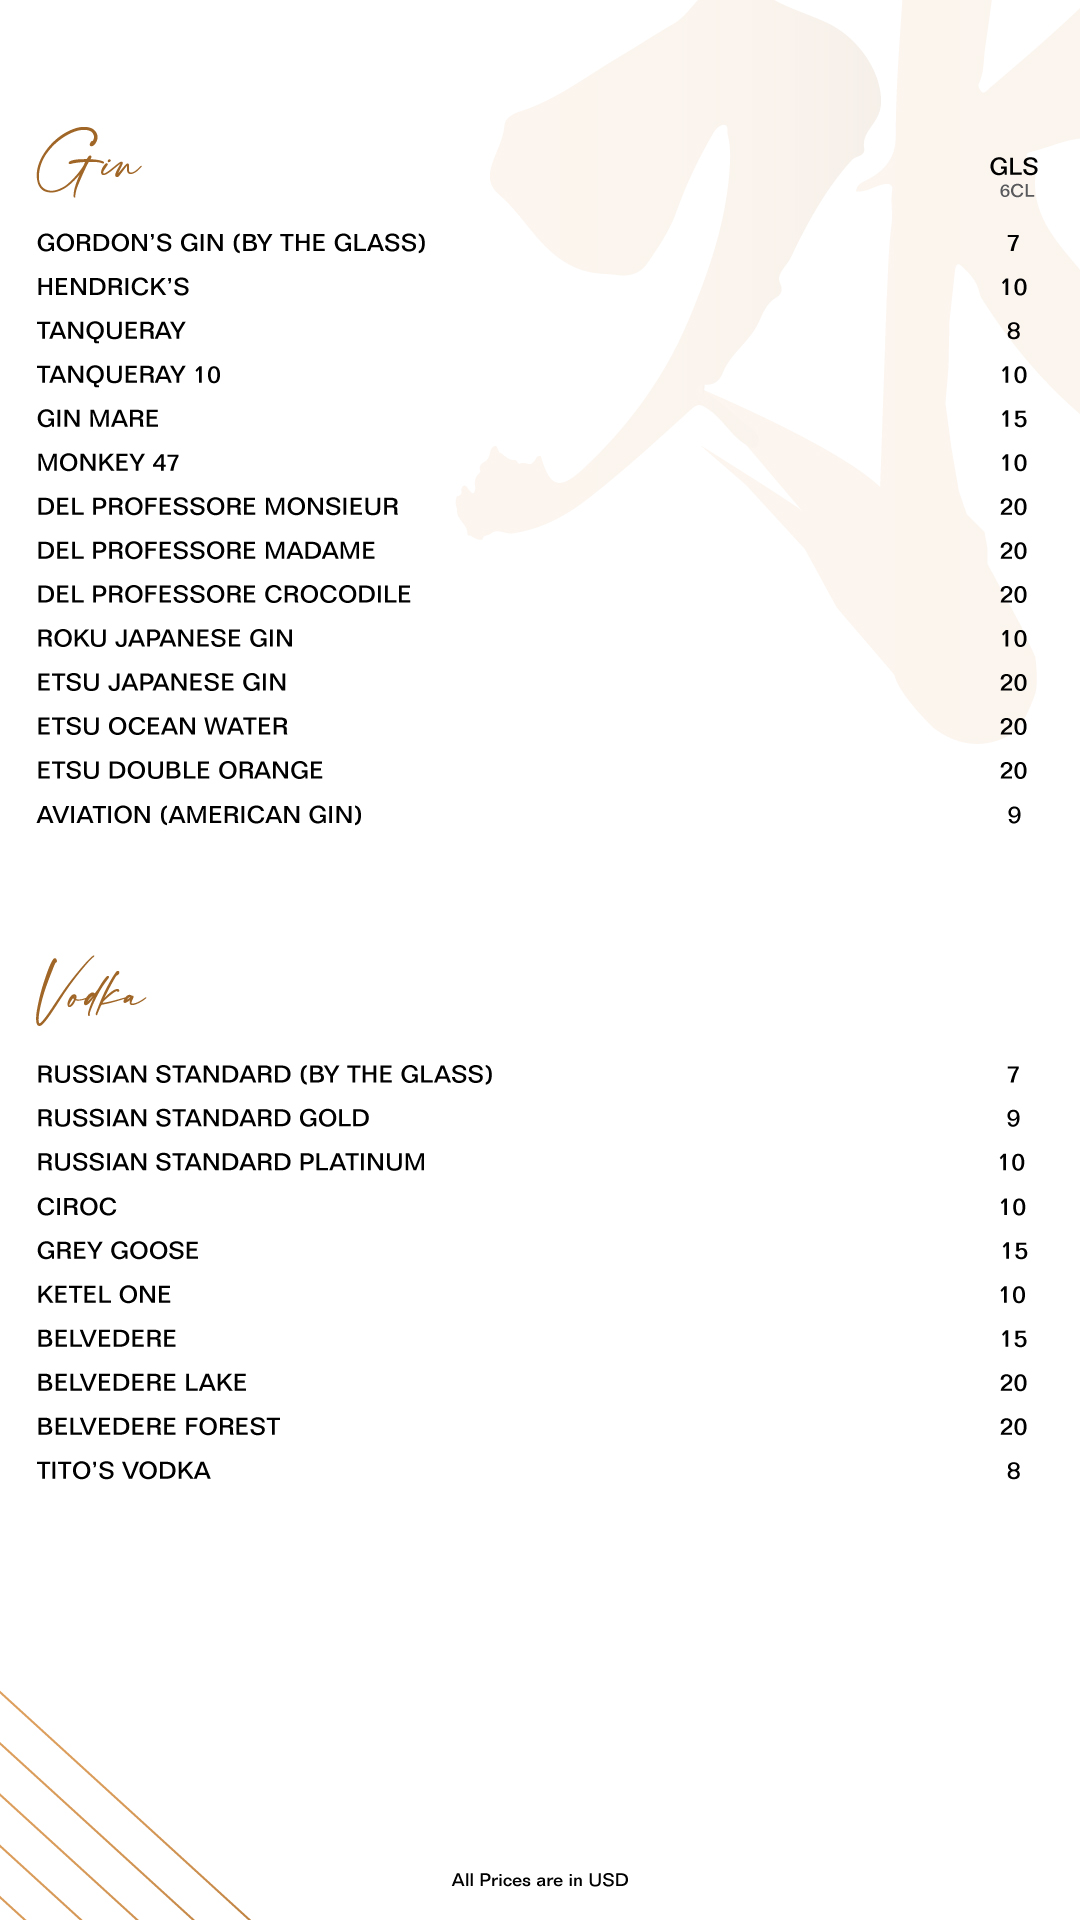 Gin
GLS
6CL
GORDON’S GIN (BY THE GLASS) 7
HENDRICK’S 10
TANQUERAY 8
TANQUERAY 10 10
GIN MARE 15
MONKEY 47 10
DEL PROFESSORE MONSIEUR 20
DEL PROFESSORE MADAME 20
DEL PROFESSORE CROCODILE 20
ROKU JAPANESE GIN 10
ETSU JAPANESE GIN 20
ETSU OCEAN WATER 20
ETSU DOUBLE ORANGE 20
AVIATION (AMERICAN GIN) 9
Vodka
RUSSIAN STANDARD (BY THE GLASS) 7
RUSSIAN STANDARD GOLD 9
RUSSIAN STANDARD PLATINUM 10
CIROC 10
GREY GOOSE 15
KETEL ONE 10
BELVEDERE 15
BELVEDERE LAKE 20
BELVEDERE FOREST 20
TITO’S VODKA 8
All Prices are in USD